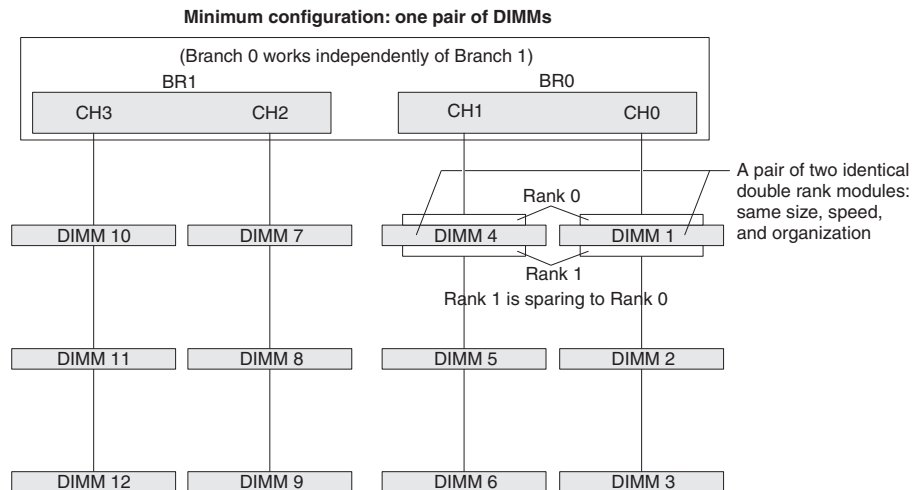 Minimum configuration: one pair of DIMMs
(Branch 0 works independently of Branch 1)
BR1
BR0
CH3
CH2
CH1
CH0
A pair of two identical
double rank modules:
same size, speed,
and organization
Rank 0
DIMM 10
DIMM 7
DIMM 4
DIMM 1
Rank 1
Rank 1 is sparing to Rank 0
DIMM 11
DIMM 8
DIMM 5
DIMM 2
DIMM 12
DIMM 9
DIMM 6
DIMM 3